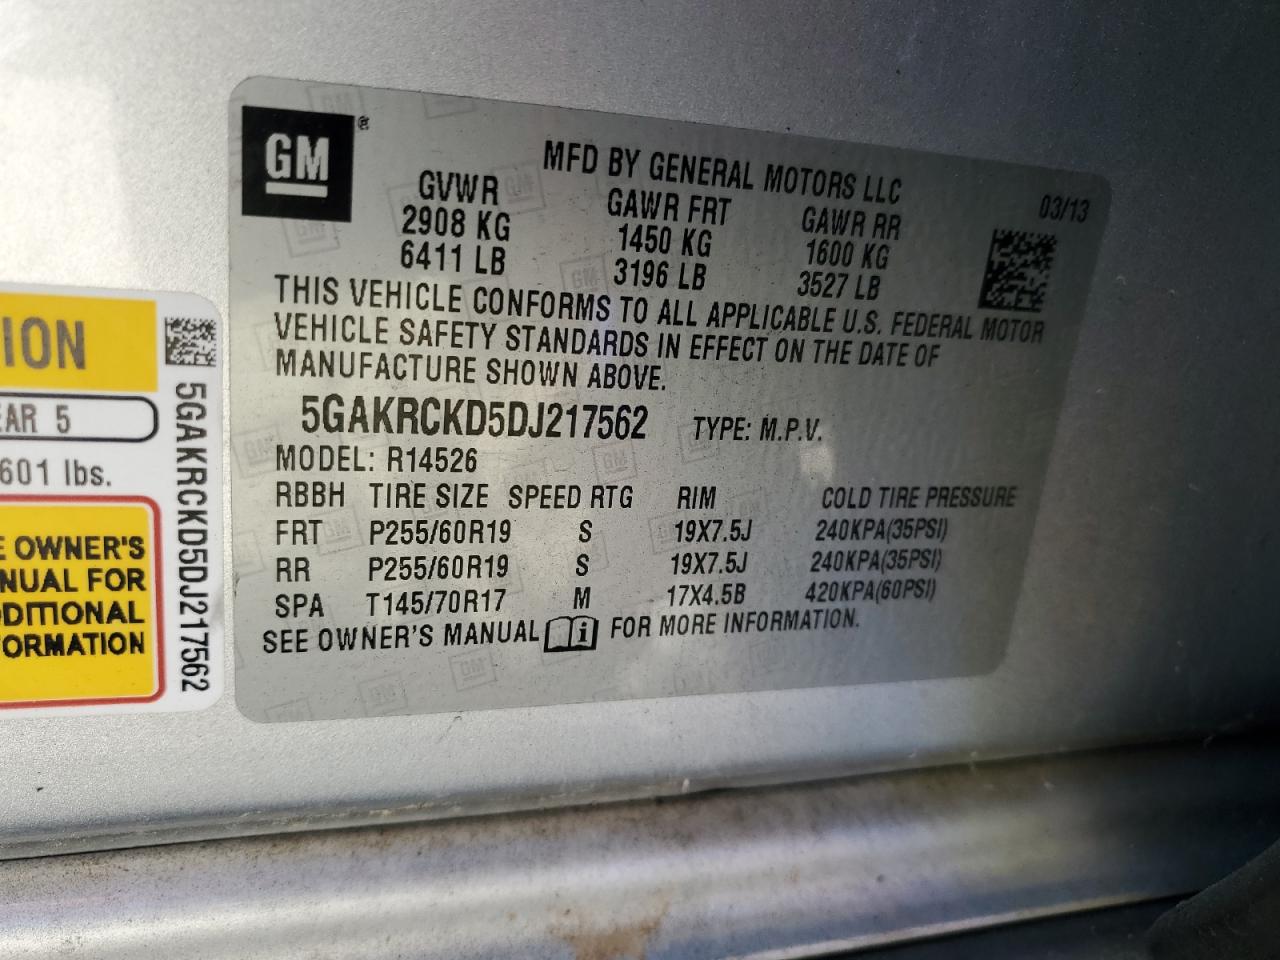 GM ®
MFD BY GENERAL MOTORS LLC
03/13
GVWR GAWR FRT GAWR RR
2908 KG 1450 KG 1600 KG
6411 LB 3196 LB 3527 LB
THIS VEHICLE CONFORMS TO ALL APPLICABLE U.S. FEDERAL MOTOR
VEHICLE SAFETY STANDARDS IN EFFECT ON THE DATE OF
MANUFACTURE SHOWN ABOVE.
5GAKRCKD5DJ217562 TYPE: M.P.V.
MODEL: R14526
RBBH TIRE SIZE SPEED RTG RIM COLD TIRE PRESSURE
FRT P255/60R19 S 19X7.5J 240KPA(35PSI)
RR P255/60R19 S 19X7.5J 240KPA(35PSI)
SPA T145/70R17 M 17X4.5B 420KPA(60PSI)
SEE OWNER'S MANUAL FOR MORE INFORMATION.
ION
EAR 5
601 lbs.
E OWNER'S
NUAL FOR
DDITIONAL
FORMATION
5GAKRCKD5DJ217562